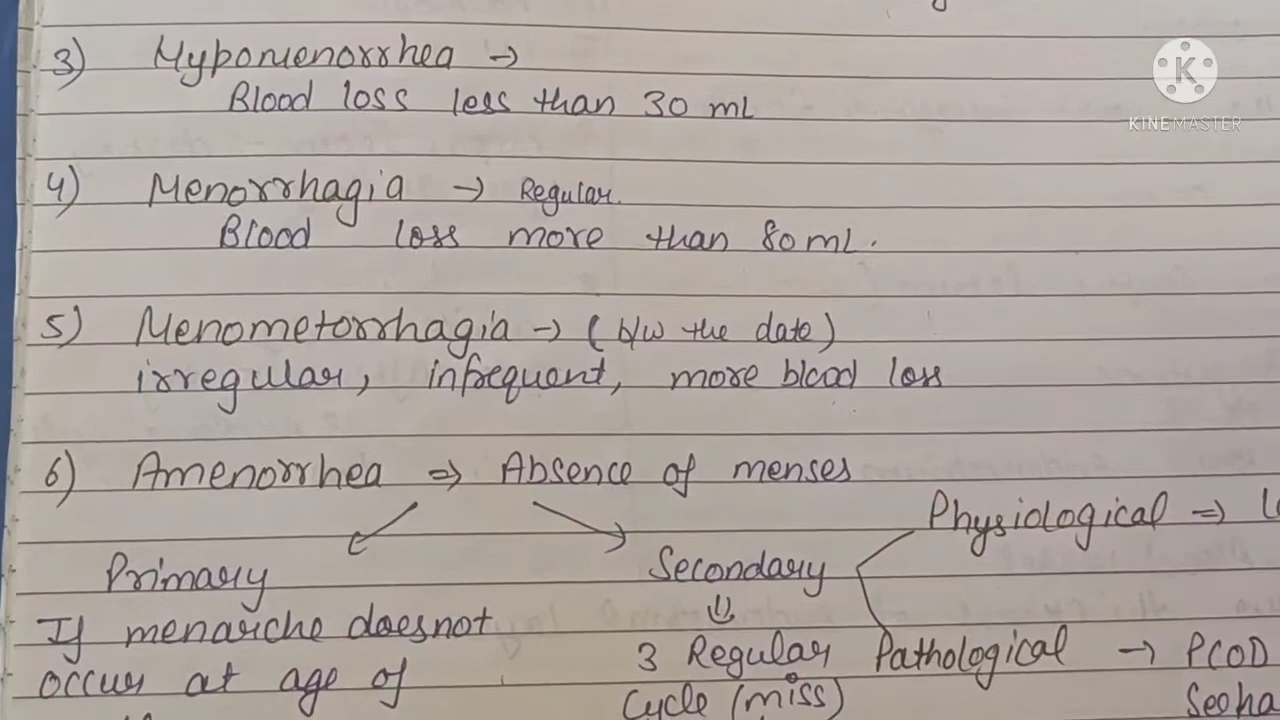 3) Hypomenorrhea →
Blood loss less than 30 mL
KINEMASTER
4) Menorrhagia → Regular.
Blood loss more than 80 mL.
5) Menometorrhagia → ( b/w the date )
irregular, infrequent, more blood loss
6) Amenorrhea ⇒ Absence of menses
Physiological ⇒
Primary
Secondary
If menarche does not
occur at age of
3 Regular
Cycle (miss)
Pathological → PCOD